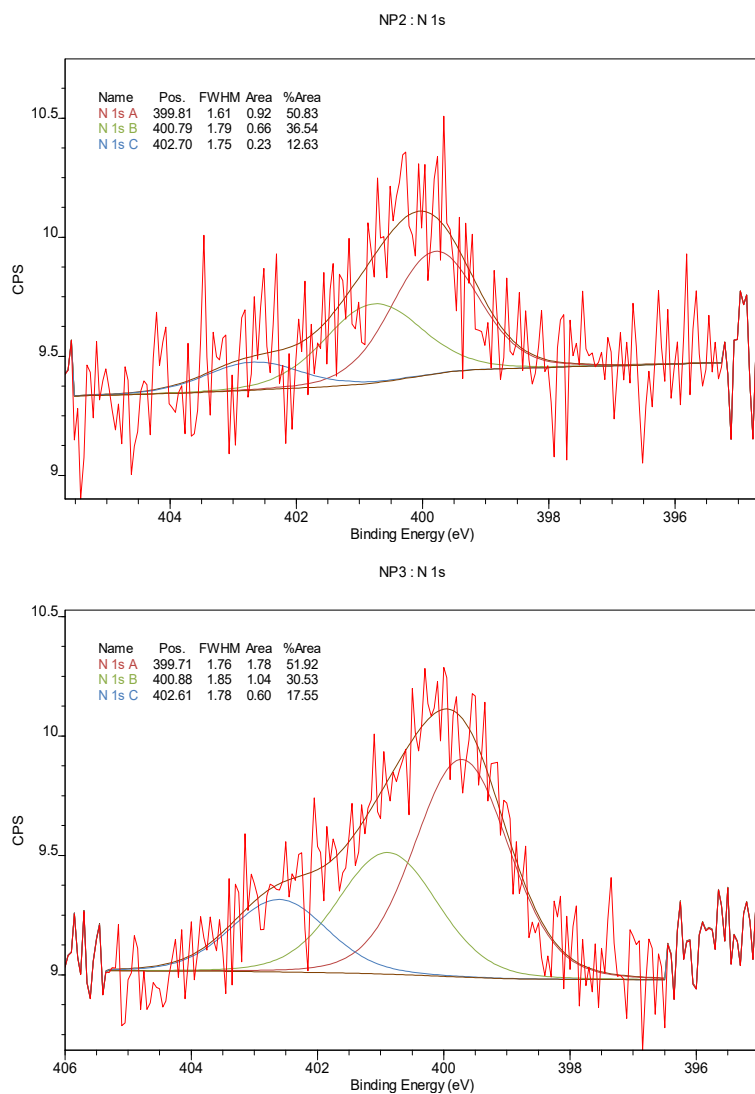 NP2 : N 1s
Name Pos. FWHM Area %Area
N 1s A 399.81 1.61 0.92 50.83
N 1s B 400.79 1.79 0.66 36.54
N 1s C 402.70 1.75 0.23 12.63
10.5
10
9.5
9
CPS
404 402 400 398 396
Binding Energy (eV)
NP3 : N 1s
Name Pos. FWHM Area %Area
N 1s A 399.71 1.76 1.78 51.92
N 1s B 400.88 1.85 1.04 30.53
N 1s C 402.61 1.78 0.60 17.55
10.5
10
9.5
9
CPS
406 404 402 400 398 396
Binding Energy (eV)